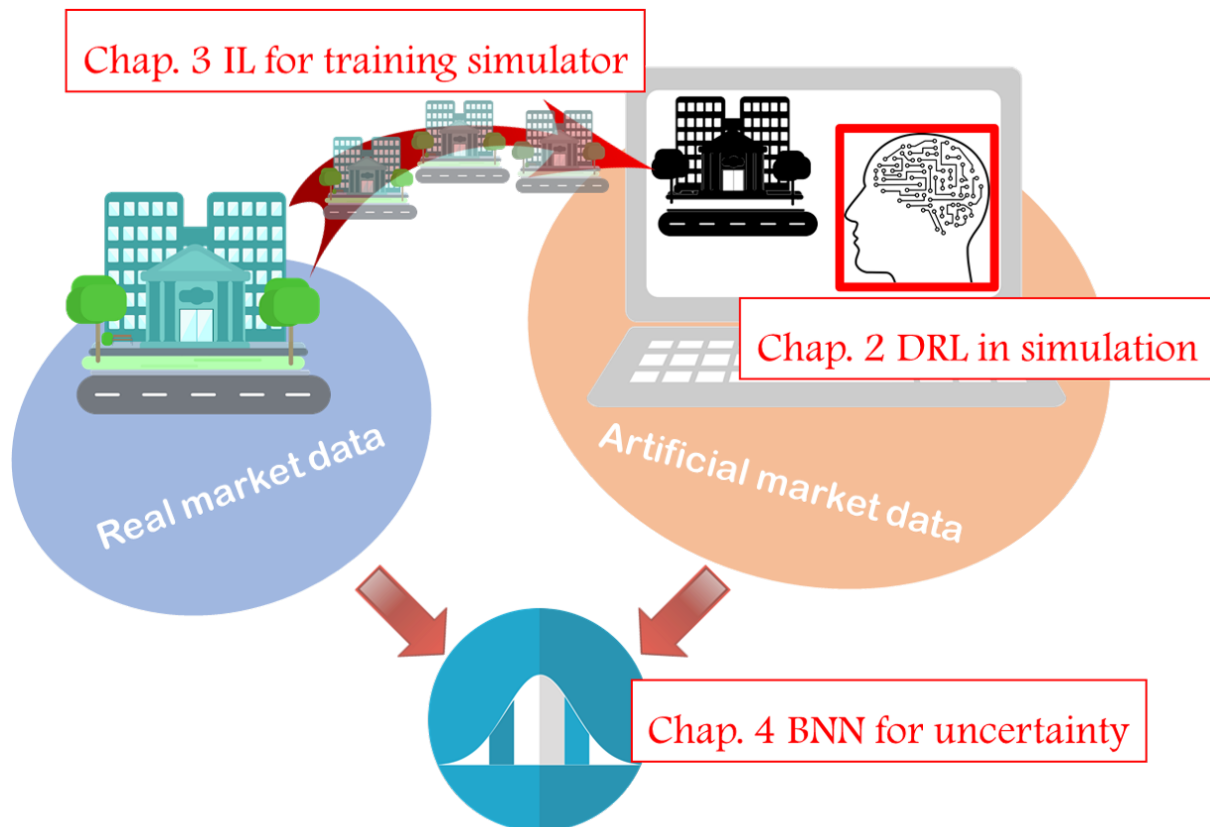 Chap. 3 IL for training simulator
Chap. 2 DRL in simulation
Real market data
Artificial market data
Chap. 4 BNN for uncertainty